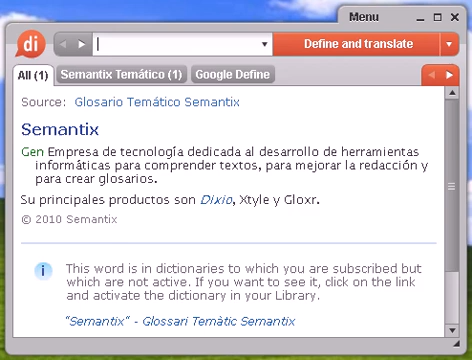 Menu
di
Define and translate
All (1) Semantix Temático (1) Google Define
Source: Glosario Temático Semantix
Semantix
Gen Empresa de tecnología dedicada al desarrollo de herramientas
informáticas para comprender textos, para mejorar la redacción y
para crear glosarios.
Su principales productos son Dixio, Xtyle y Gloxr.
© 2010 Semantix
i
This word is in dictionaries to which you are subscribed but
which are not active. If you want to see it, click on the link
and activate the dictionary in your Library.
"Semantix" - Glossari Temàtic Semantix